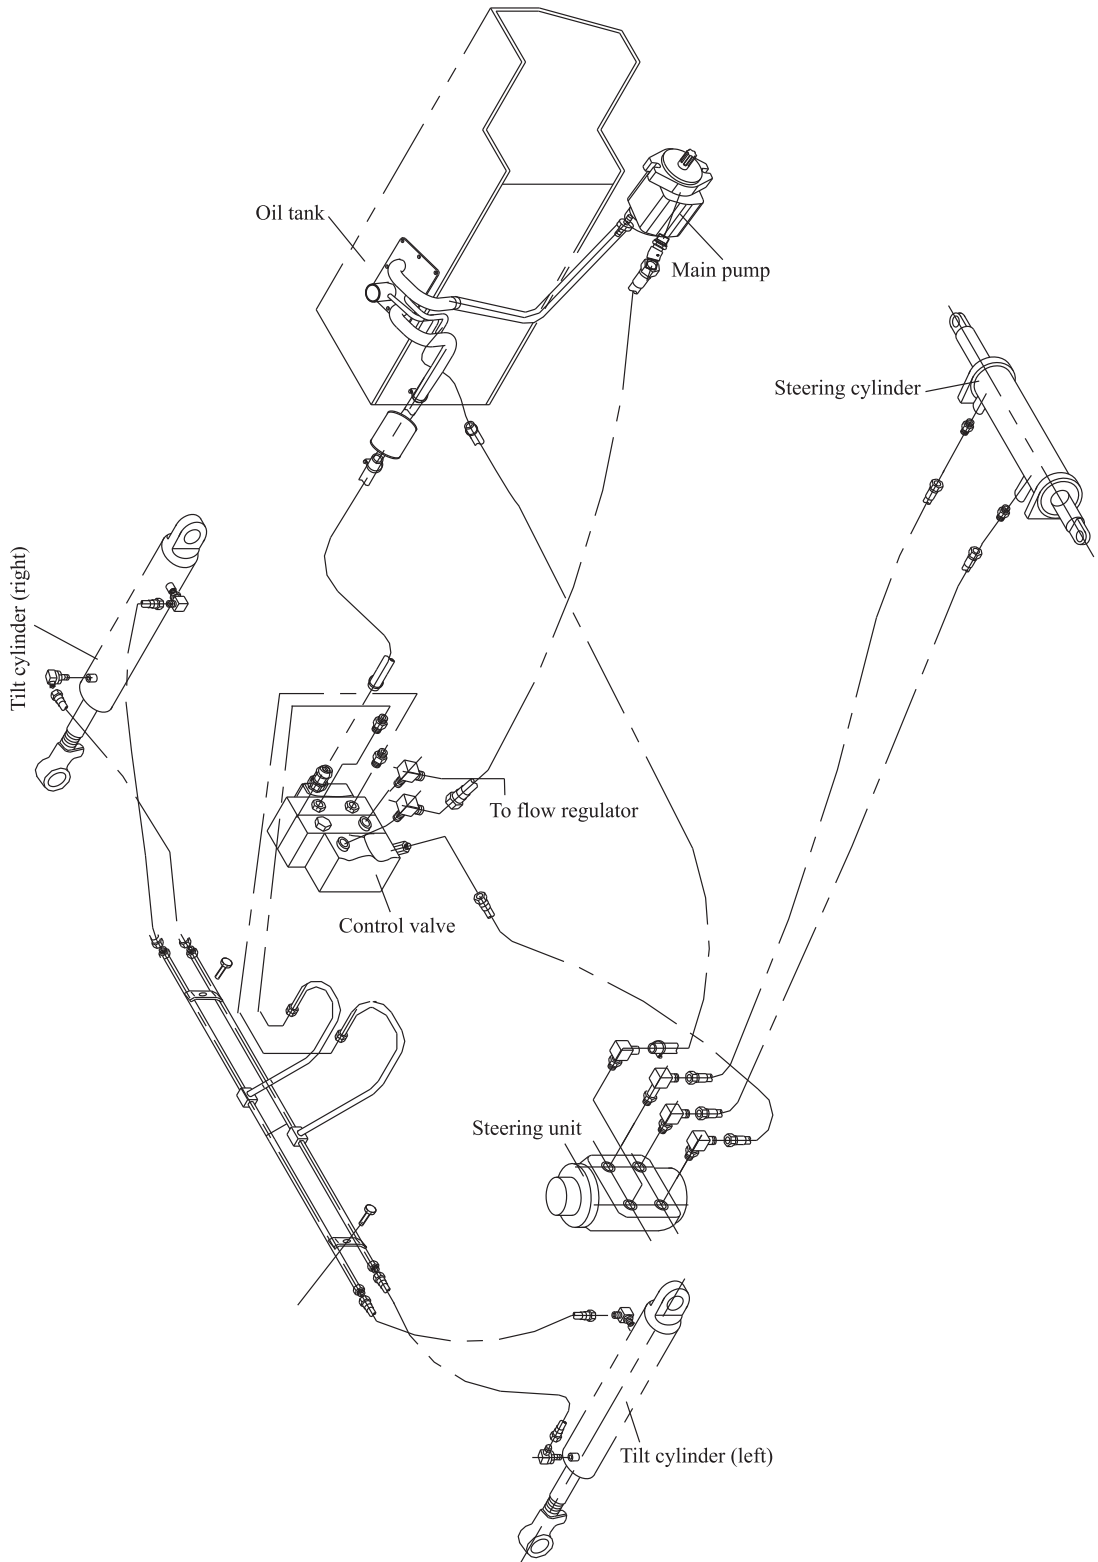 Oil tank
Main pump
Steering cylinder
Tilt cylinder (right)
To flow regulator
Control valve
Steering unit
Tilt cylinder (left)